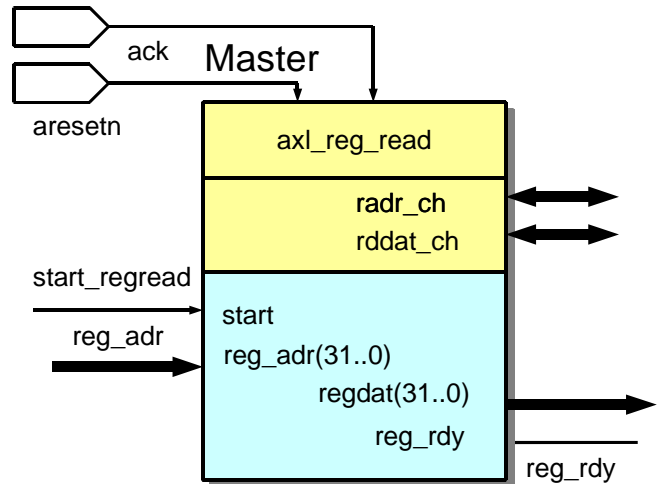 ack
Master
aresetn
axl_reg_read
radr_ch
rddat_ch
start_regread
start
reg_adr
reg_adr(31..0)
regdat(31..0)
reg_rdy
reg_rdy